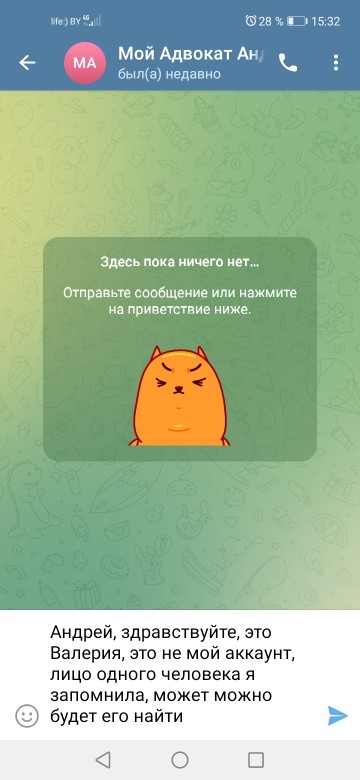 life:) BY 4G 28 % 15:32
МА
Мой Адвокат Анд
был(а) недавно
Здесь пока ничего нет...
Отправьте сообщение или нажмите
на приветствие ниже.
Андрей, здравствуйте, это
Валерия, это не мой аккаунт,
лицо одного человека я
запомнила, может можно
будет его найти